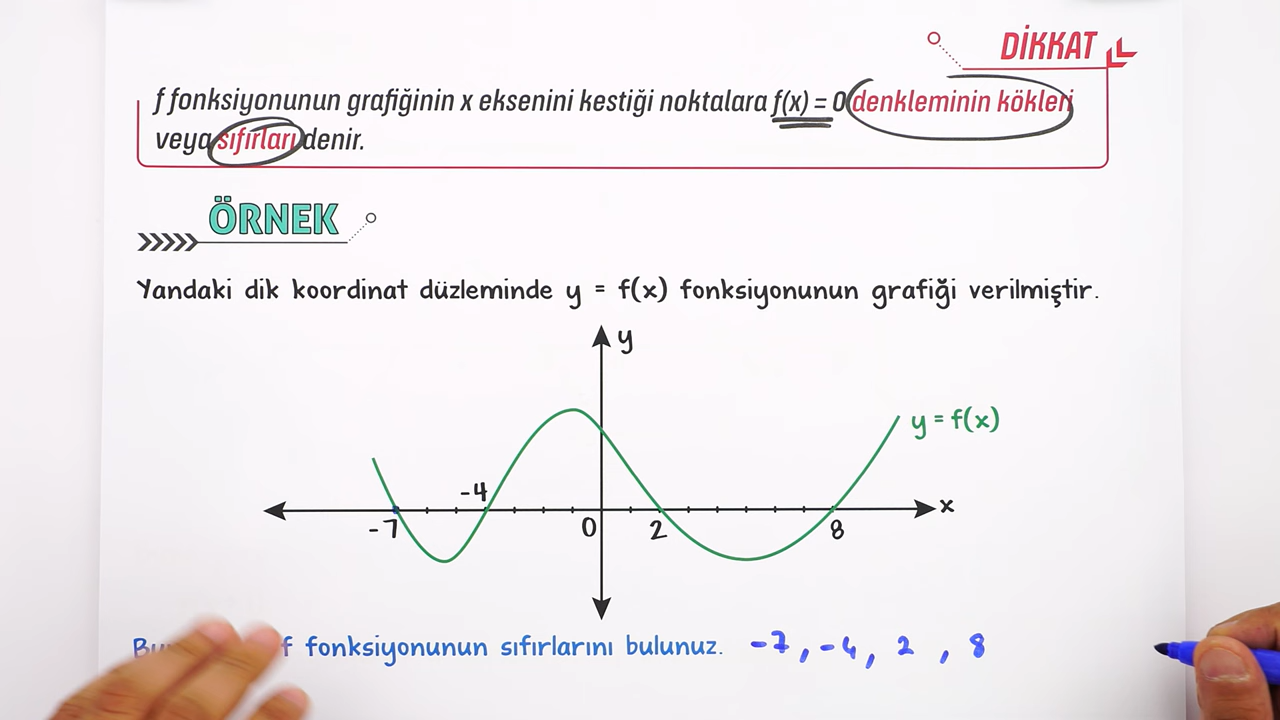 DİKKAT
f fonksiyonunun grafiğinin x eksenini kestiği noktalara f(x) = 0 denkleminin kökleri
veya sıfırları denir.
ÖRNEK
Yandaki dik koordinat düzleminde y = f(x) fonksiyonunun grafiği verilmiştir.
y
y = f(x)
-4
x
-7 0 2 8
f fonksiyonunun sıfırlarını bulunuz. -7, -4, 2, 8